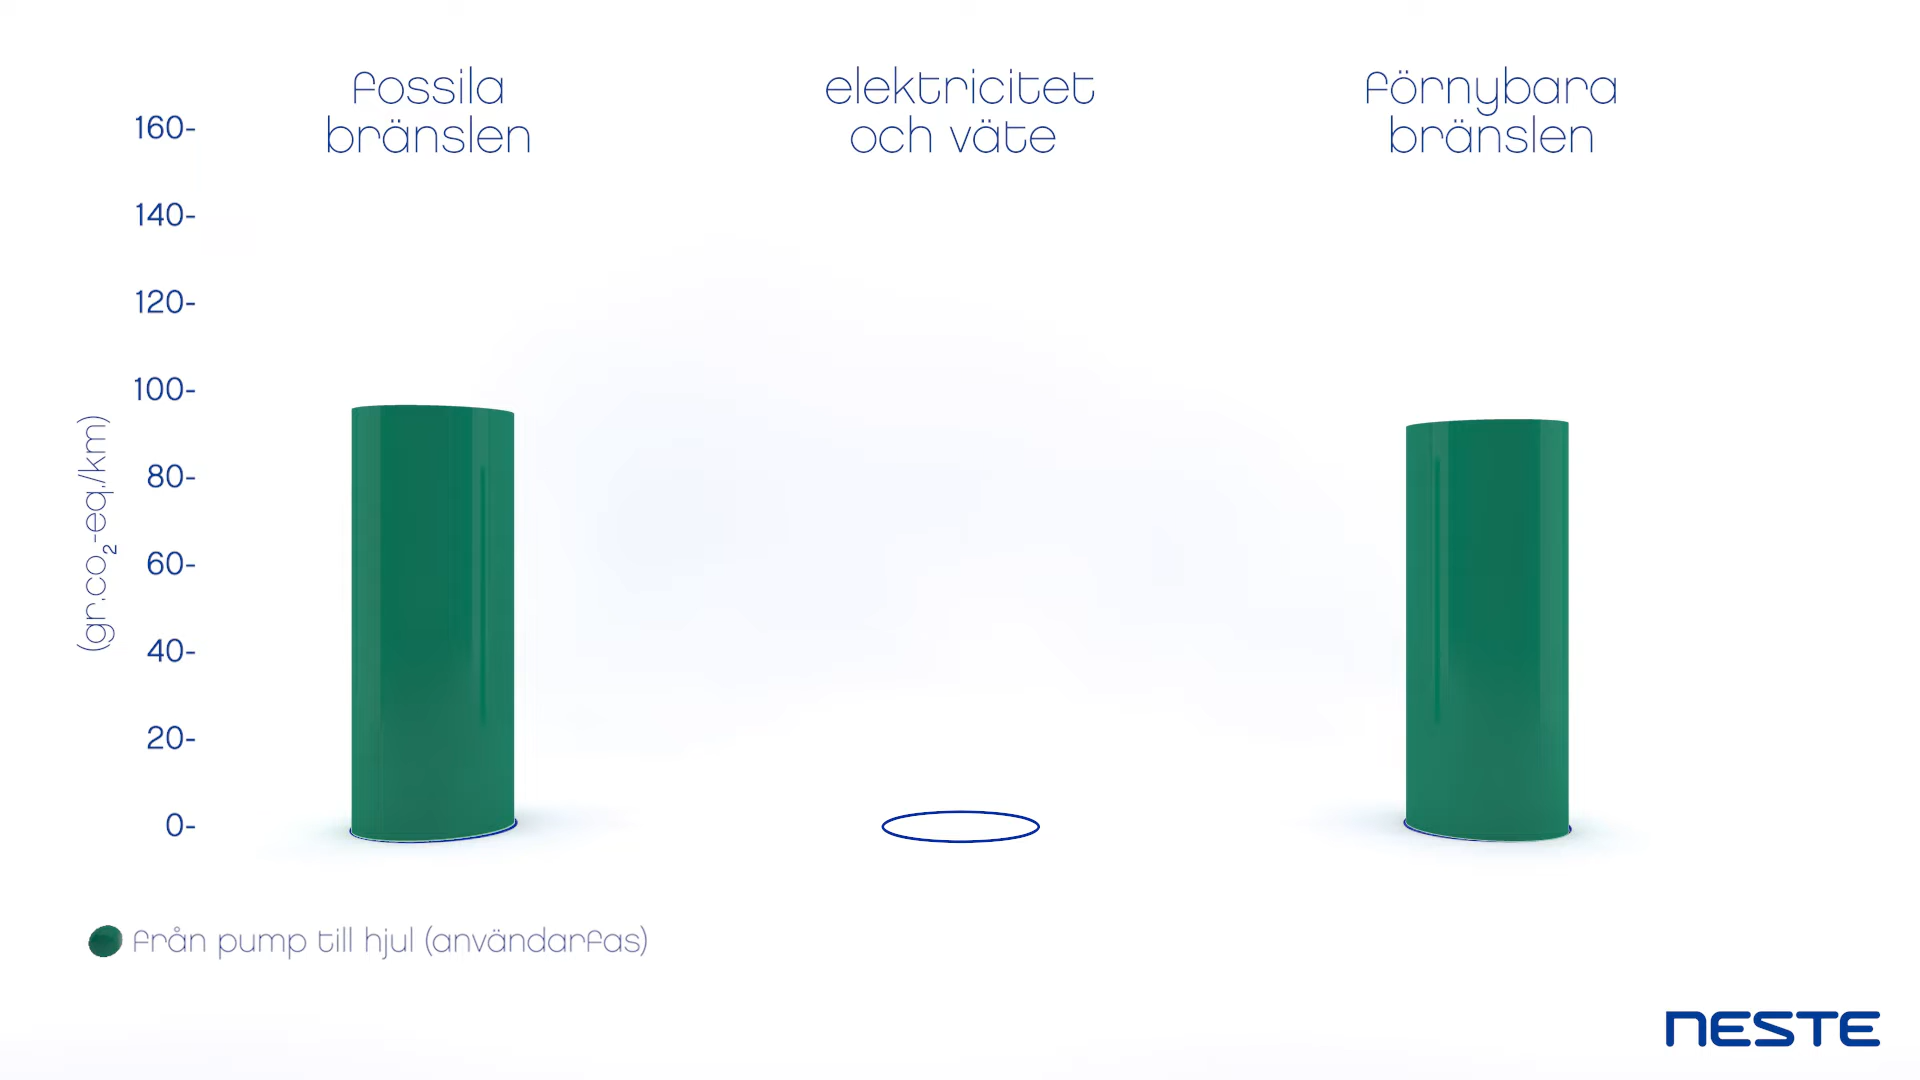 fossila
bränslen
elektricitet
och väte
förnybara
bränslen
160-
140-
120-
100-
80-
60-
40-
20-
0-
(gr.co₂-eq./km)
från pump till hjul (användarfas)
NESTE